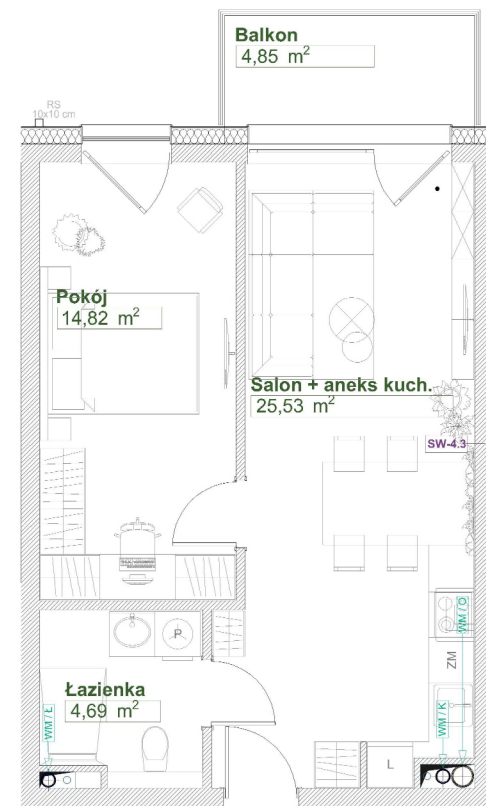 Balkon
4,85 m²
RS
10x10 cm
Pokój
14,82 m²
Salon + aneks kuch.
25,53 m²
SW-4.3
WM / O
P
ZM
Łazienka
4,69 m²
WM / Ł
WM / K
L